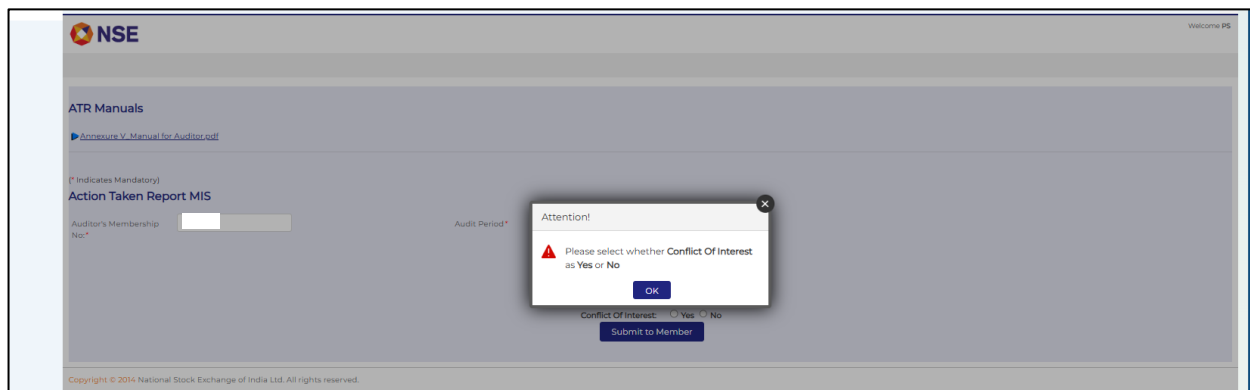 NSE
Welcome PS
ATR Manuals
Annexure V_Manual for Auditor.pdf
(* Indicates Mandatory)
Action Taken Report MIS
Auditor's Membership
No:*
Audit Period*
Attention!
Please select whether Conflict Of Interest
as Yes or No
OK
Conflict Of Interest: Yes No
Submit to Member
Copyright © 2014 National Stock Exchange of India Ltd. All rights reserved.